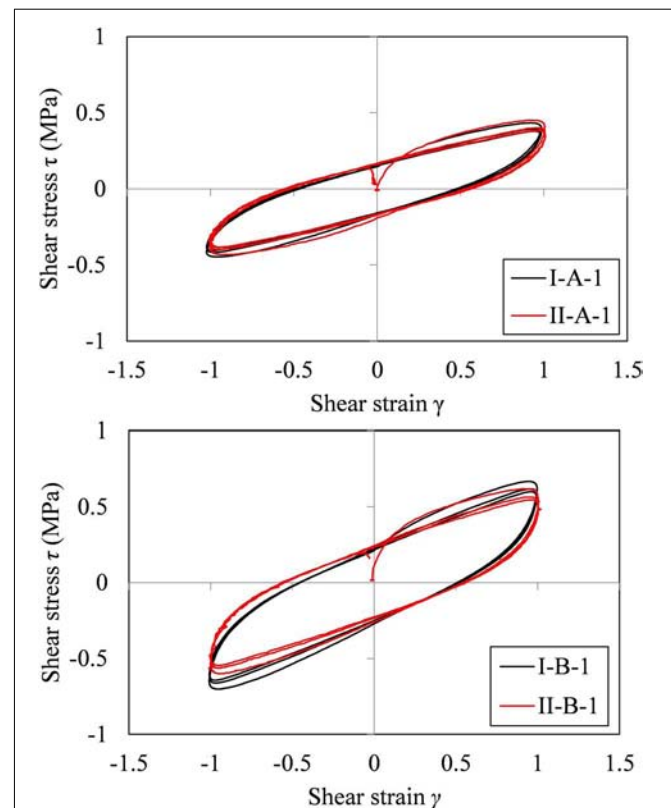 1
0.5
0
-0.5
-1
-1.5 -1 -0.5 0 0.5 1 1.5
Shear stress τ (MPa)
Shear strain γ
I-A-1
II-A-1
1
0.5
0
-0.5
-1
-1.5 -1 -0.5 0 0.5 1 1.5
Shear stress τ (MPa)
Shear strain γ
I-B-1
II-B-1